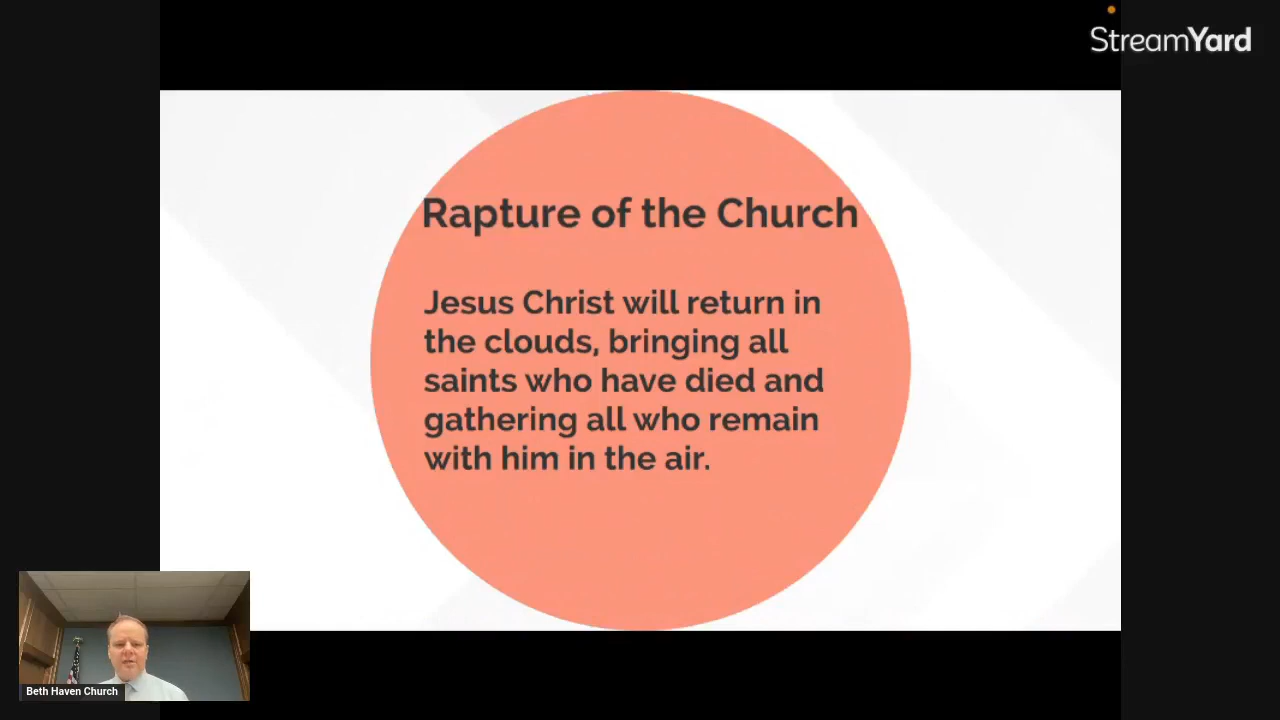 StreamYard
Rapture of the Church
Jesus Christ will return in
the clouds, bringing all
saints who have died and
gathering all who remain
with him in the air.
Beth Haven Church